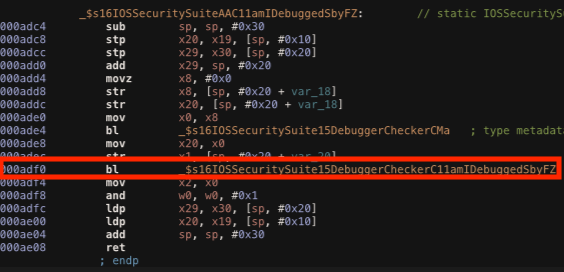 _$s16IOSSecuritySuiteAAC11amIDebuggedSbyFZ: // static IOSSecurityS
000adc4 sub sp, sp, #0x30
000adc8 stp x20, x19, [sp, #0x10]
000adcc stp x29, x30, [sp, #0x20]
000add0 add x29, sp, #0x20
000add4 movz x8, #0x0
000add8 str x8, [sp, #0x20 + var_18]
000addc str x20, [sp, #0x20 + var_10]
000ade0 mov x0, x8
000ade4 bl _$s16IOSSecuritySuite15DebuggerCheckerCMa ; type metada
000ade8 mov x20, x0
000adec str x1, [sp, #0x20 + var_20]
000adf0 bl _$s16IOSSecuritySuite15DebuggerCheckerC11amIDebuggedSbyFZ
000adf4 mov x2, x0
000adf8 and w0, w0, #0x1
000adfc ldp x29, x30, [sp, #0x20]
000ae00 ldp x20, x19, [sp, #0x10]
000ae04 add sp, sp, #0x30
000ae08 ret
; endp